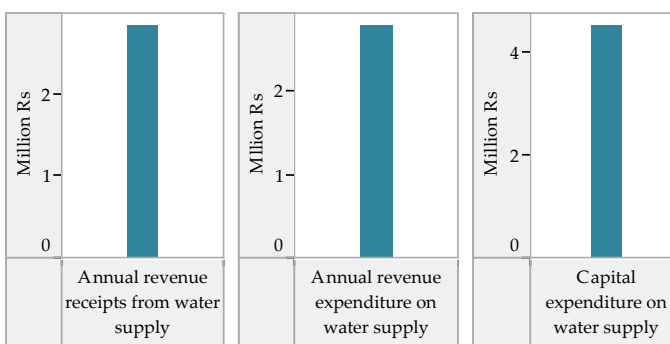 Million Rs
2
1
0
Annual revenue
receipts from water
supply
Million Rs
2
1
0
Annual revenue
expenditure on
water supply
Million Rs
4
2
0
Capital
expenditure on
water supply